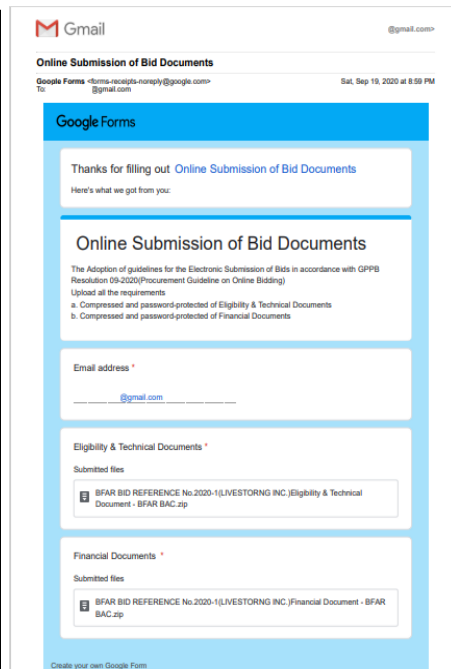 Gmail
@gmail.com>
Online Submission of Bid Documents
Google Forms <forms-receipts-noreply@google.com>
Sat, Sep 19, 2020 at 8:59 PM
To:
@gmail.com
Google Forms
Thanks for filling out Online Submission of Bid Documents
Here's what we got from you:
Online Submission of Bid Documents
The Adoption of guidelines for the Electronic Submission of Bids in accordance with GPPB
Resolution 09-2020(Procurement Guideline on Online Bidding)
Upload all the requirements
a. Compressed and password-protected of Eligibility & Technical Documents
b. Compressed and password-protected of Financial Documents
Email address *
@gmail.com
Eligibility & Technical Documents *
Submitted files
BFAR BID REFERENCE No.2020-1(LIVESTORNG INC.)Eligibility & Technical
Document - BFAR BAC.zip
Financial Documents *
Submitted files
BFAR BID REFERENCE No.2020-1(LIVESTORNG INC.)Financial Document - BFAR
BAC.zip
Create your own Google Form